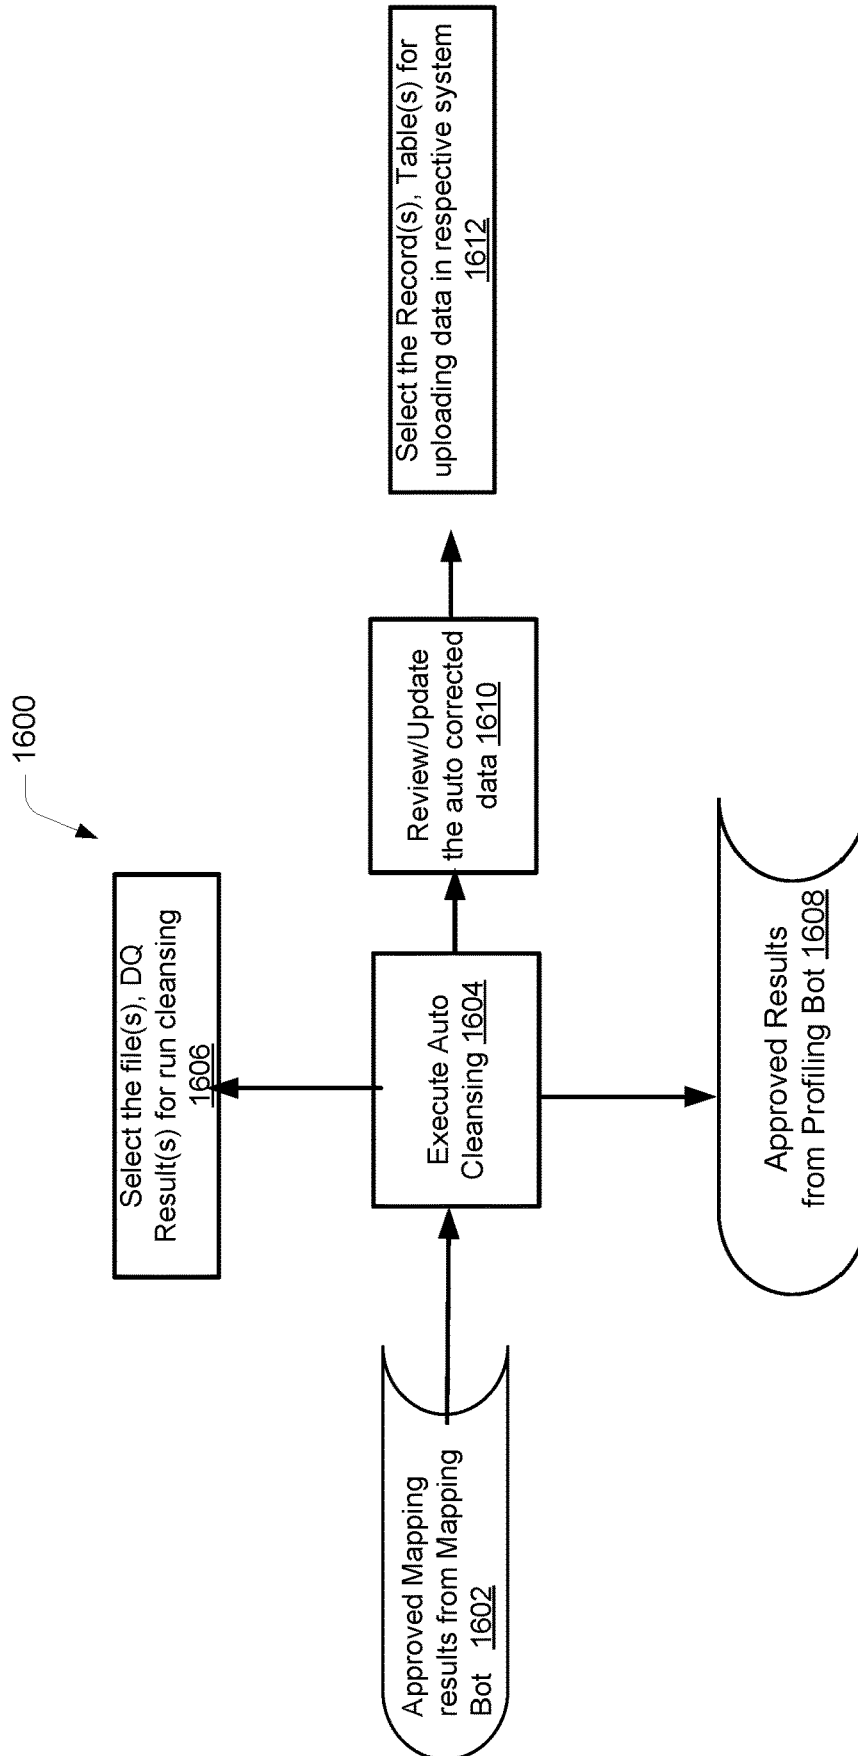 1600
Select the file(s), DQ
Result(s) for run cleansing
1606
Approved Mapping
results from Mapping
Bot 1602
Execute Auto
Cleansing 1604
Review/Update
the auto corrected
data 1610
Select the Record(s), Table(s) for
uploading data in respective system
1612
Approved Results
from Profiling Bot 1608